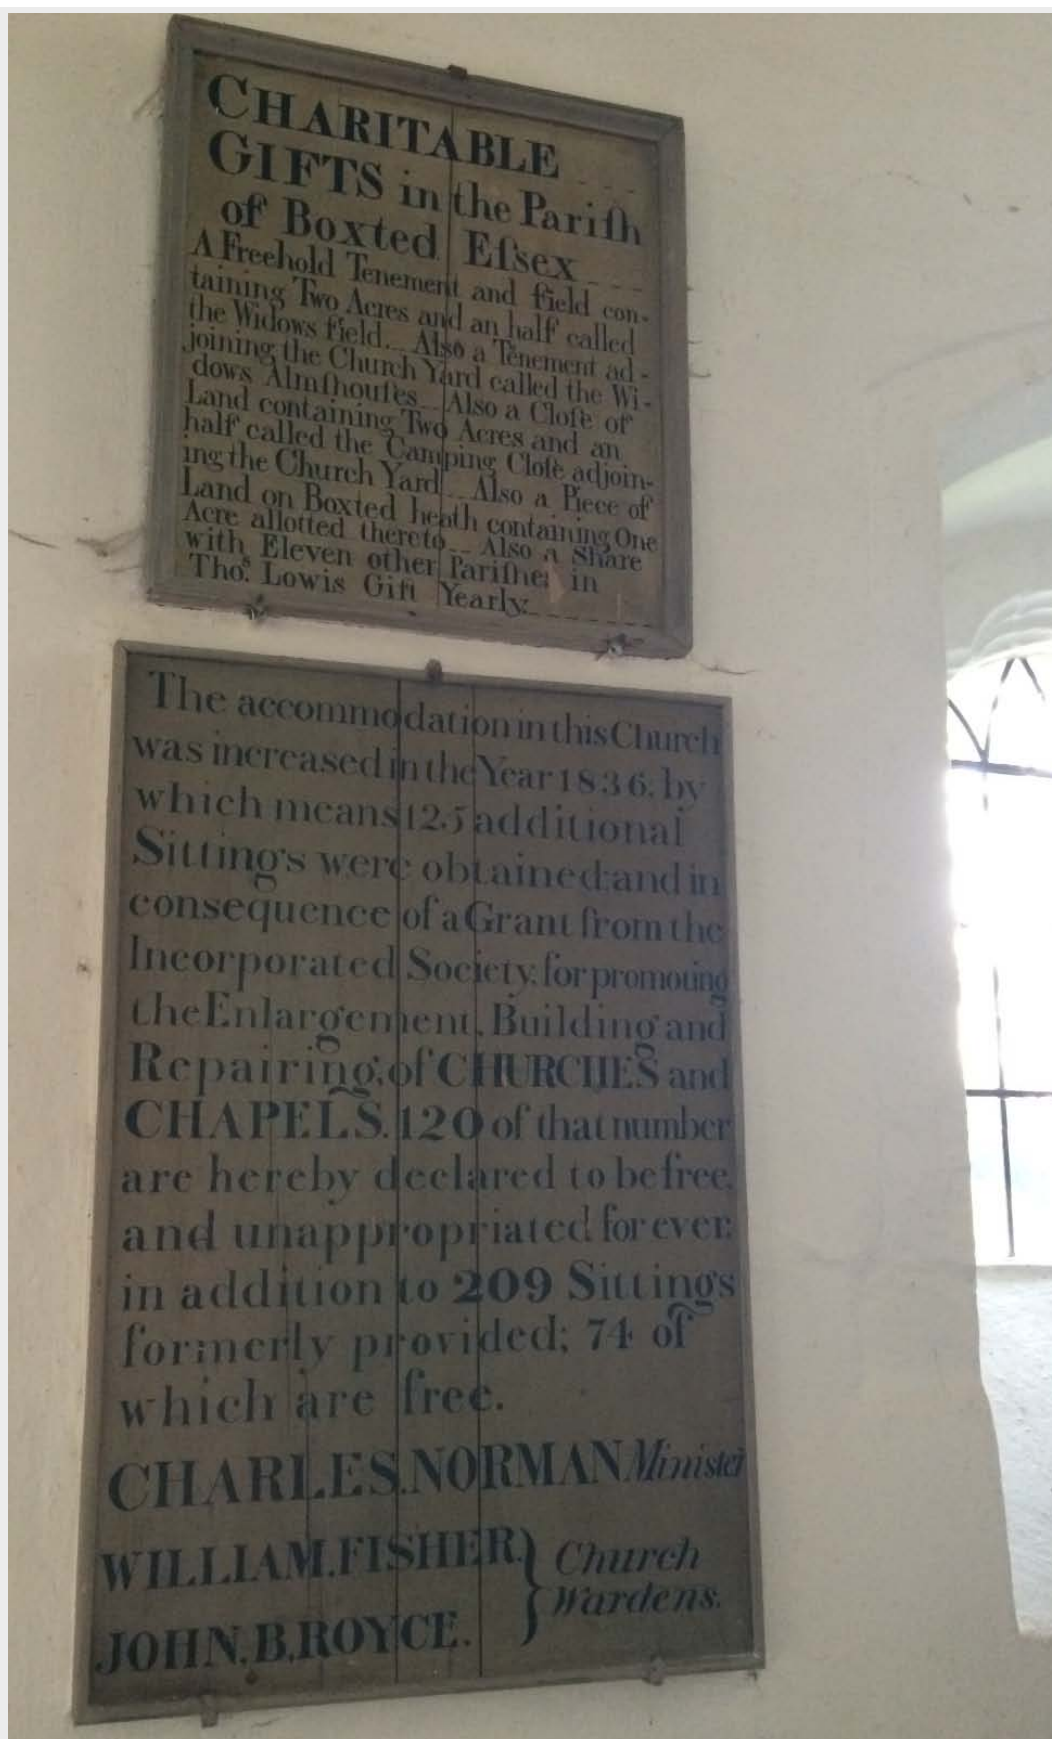 CHARITABLE
GIFTS in the Pariſh
of Boxted Eſsex
A Freehold Tenement and field con-
taining Two Acres and an half called
the Widows field... Also a Tenement ad-
joining the Church Yard called the Wi-
dows Almſhouſes... Also a Cloſe of
Land containing Two Acres and an
half called the Camping Cloſe adjoin-
ing the Church Yard... Also a Piece of
Land on Boxted heath containing One
Acre allotted thereto... Also a Share
with Eleven other Pariſhes in
Thos. Lowis Gift Yearly.
The accommodation in this Church
was increased in the Year 1836. by
which means 125 additional
Sittings were obtained: and in
consequence of a Grant from the
Incorporated Society. for promoting
the Enlargement, Building and
Repairing, of CHURCHES and
CHAPELS. 120 of that number
are hereby declared to be free,
and unappropriated for ever.
in addition to 209 Sittings
formerly provided; 74 of
which are free.
CHARLES. NORMAN Minister
WILLIAM. FISHER. } Church
Wardens.
JOHN. B. ROYCE.